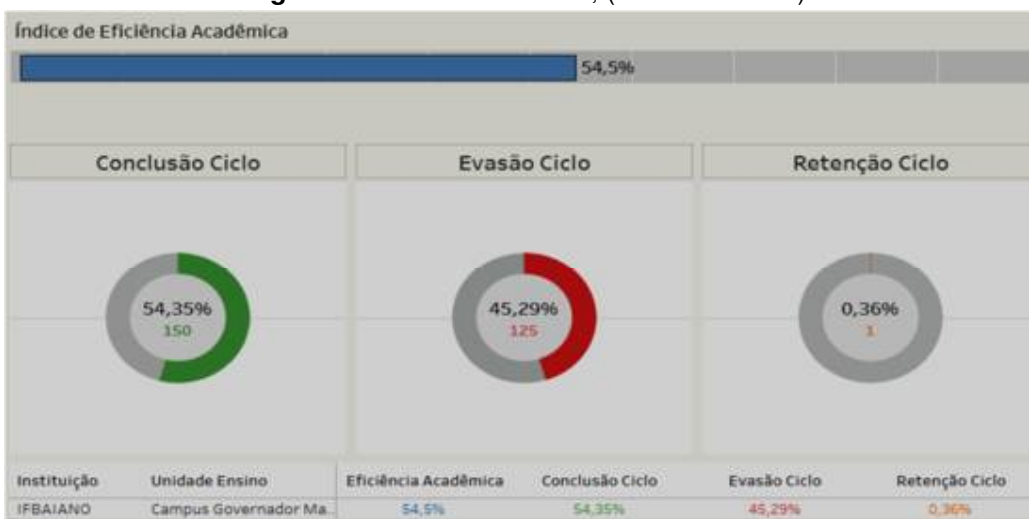 Índice de Eficiência Acadêmica
54,5%
Conclusão Ciclo
Evasão Ciclo
Retenção Ciclo
54,35%
150
45,29%
125
0,36%
1
Instituição Unidade Ensino Eficiência Acadêmica Conclusão Ciclo Evasão Ciclo Retenção Ciclo
IFBAIANO Campus Governador Ma.. 54,5% 54,35% 45,29% 0,36%